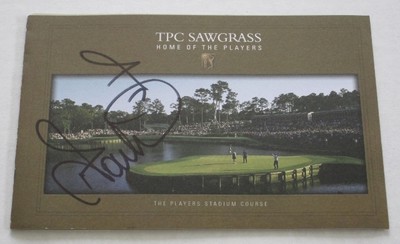 TPC SAWGRASS
HOME OF THE PLAYERS
THE PLAYERS STADIUM COURSE